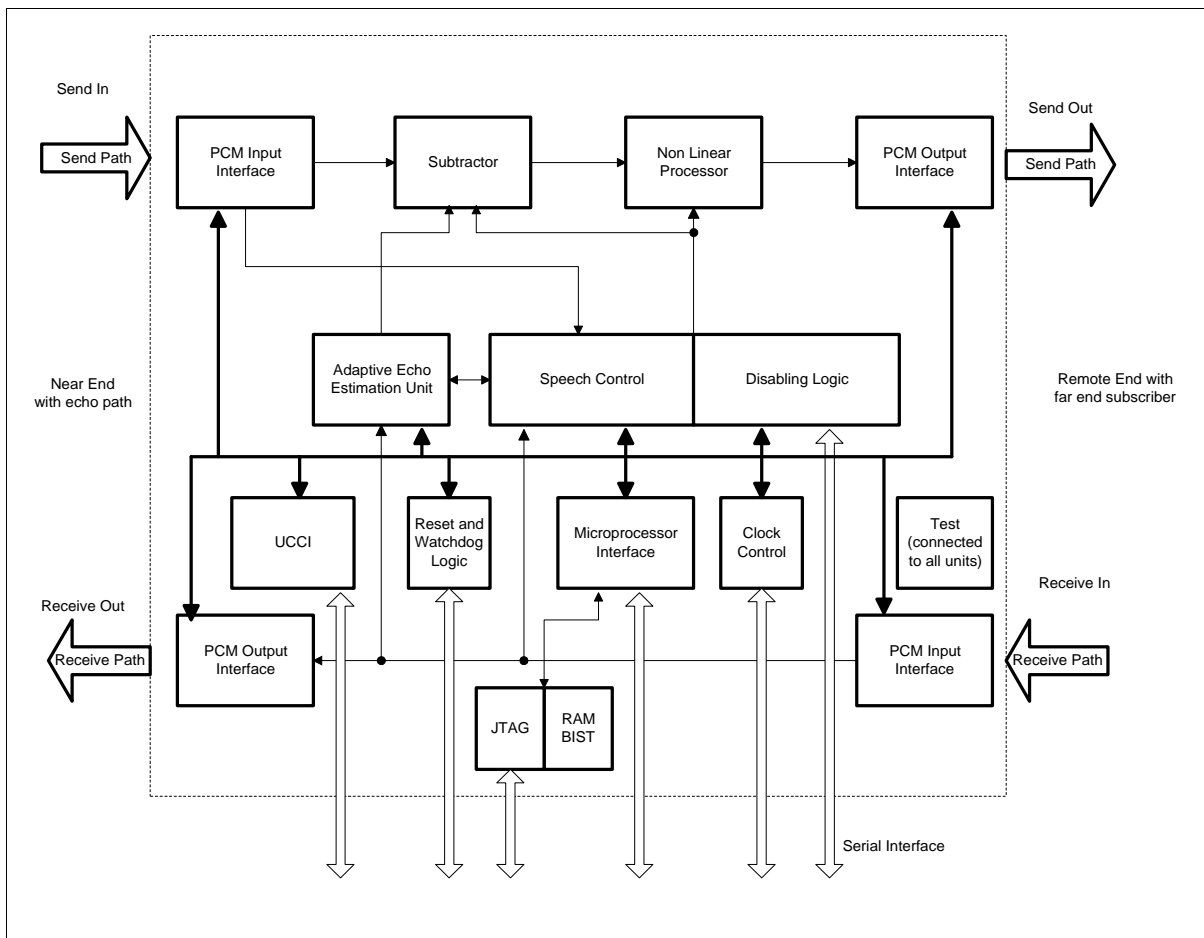 Send In
Send Out
Send Path
PCM Input
Interface
Subtractor
Non Linear
Processor
PCM Output
Interface
Send Path
Near End
with echo path
Adaptive Echo
Estimation Unit
Speech Control
Disabling Logic
Remote End with
far end subscriber
UCCI
Reset and
Watchdog
Logic
Microprocessor
Interface
Clock
Control
Test
(connected
to all units)
Receive Out
Receive In
Receive Path
PCM Output
Interface
PCM Input
Interface
Receive Path
JTAG
RAM
BIST
Serial Interface